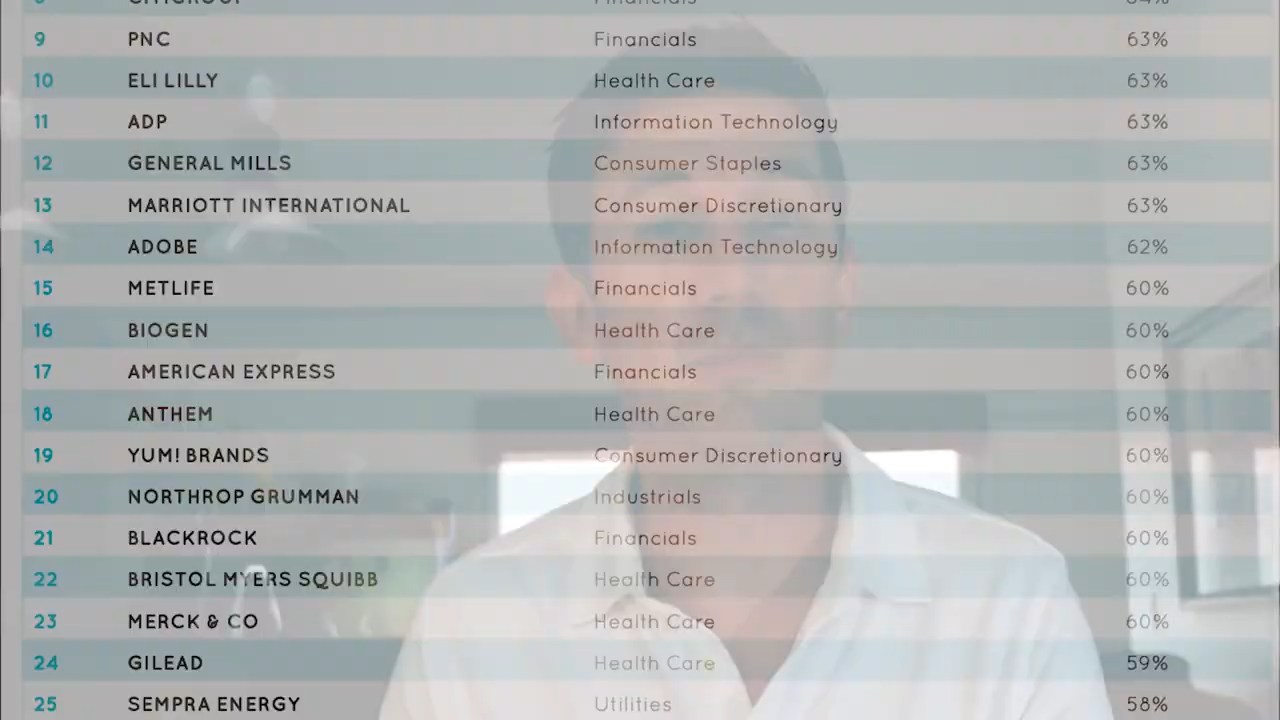 9 PNC Financials 63%
10 ELI LILLY Health Care 63%
11 ADP Information Technology 63%
12 GENERAL MILLS Consumer Staples 63%
13 MARRIOTT INTERNATIONAL Consumer Discretionary 63%
14 ADOBE Information Technology 62%
15 METLIFE Financials 60%
16 BIOGEN Health Care 60%
17 AMERICAN EXPRESS Financials 60%
18 ANTHEM Health Care 60%
19 YUM! BRANDS Consumer Discretionary 60%
20 NORTHROP GRUMMAN Industrials 60%
21 BLACKROCK Financials 60%
22 BRISTOL MYERS SQUIBB Health Care 60%
23 MERCK & CO Health Care 60%
24 GILEAD Health Care 59%
25 SEMPRA ENERGY Utilities 58%